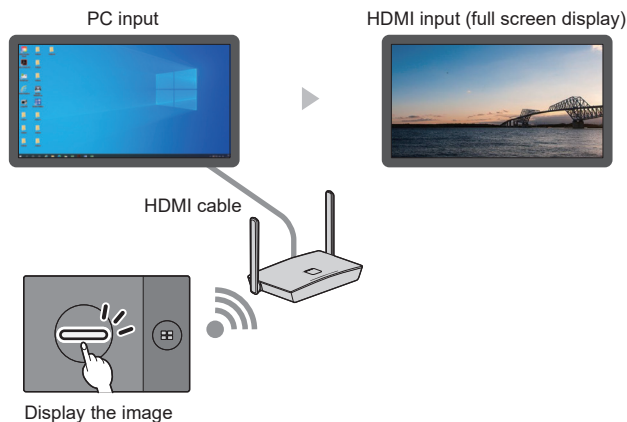 PC input
HDMI input (full screen display)
HDMI cable
Display the image